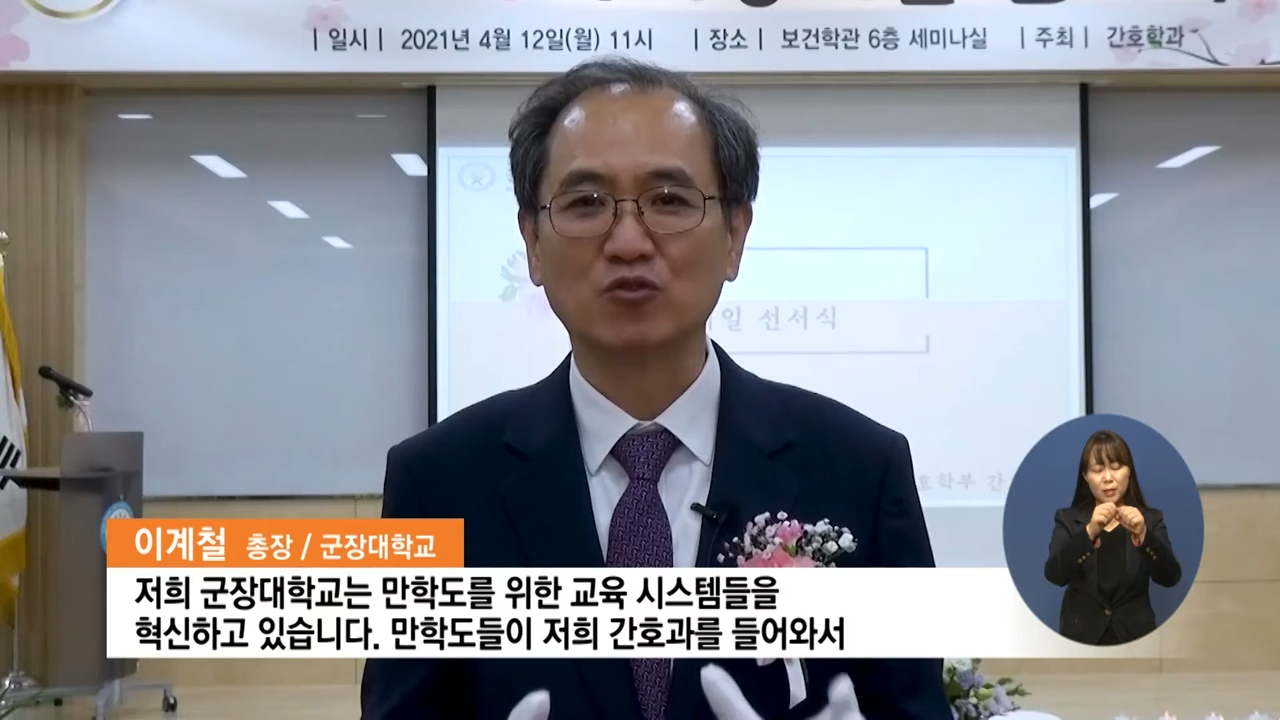 | 일시 | 2021년 4월 12일(월) 11시 | 장소 | 보건학관 6층 세미나실 | 주최 | 간호학과
일 선서식
이계철 총장 / 군장대학교
저희 군장대학교는 만학도를 위한 교육 시스템들을
혁신하고 있습니다. 만학도들이 저희 간호과를 들어와서